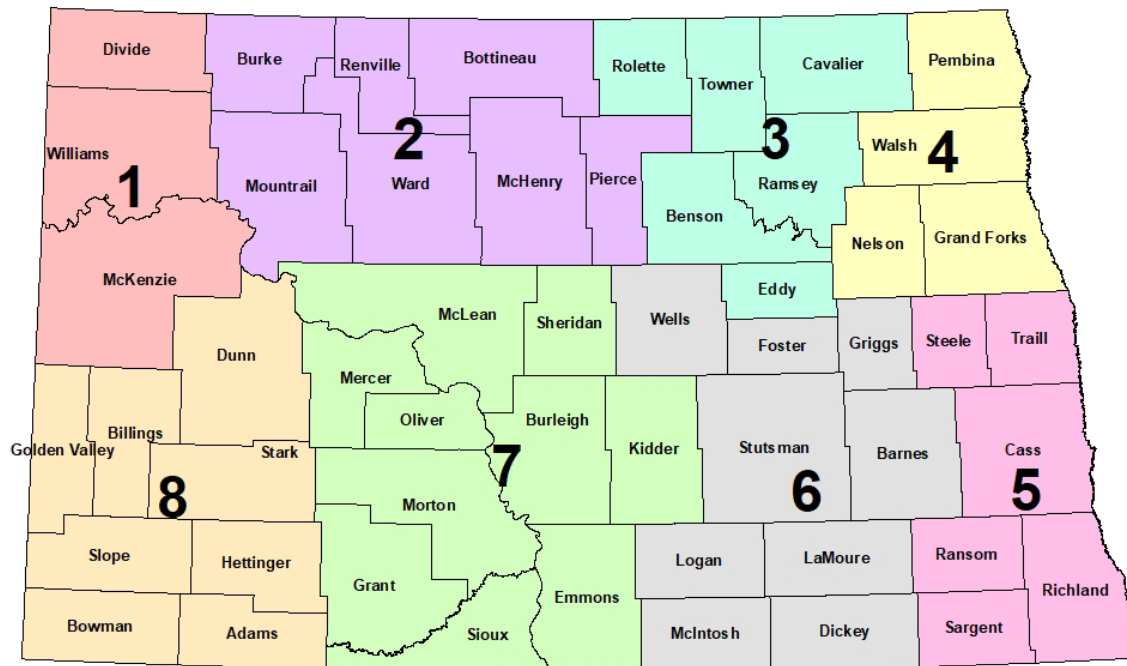 Divide
Burke
Renville
Bottineau
Rolette
Towner
Cavalier
Pembina
Williams
1
2
3
4
Walsh
Mountrail
Ward
McHenry
Pierce
Benson
Ramsey
Nelson
Grand Forks
McKenzie
McLean
Sheridan
Wells
Eddy
Foster
Griggs
Steele
Traill
Dunn
Mercer
Oliver
Burleigh
Kidder
Stutsman
Barnes
Cass
Golden Valley
Billings
Stark
8
7
6
5
Morton
Slope
Hettinger
Grant
Logan
LaMoure
Ransom
Richland
Bowman
Adams
Sioux
Emmons
McIntosh
Dickey
Sargent